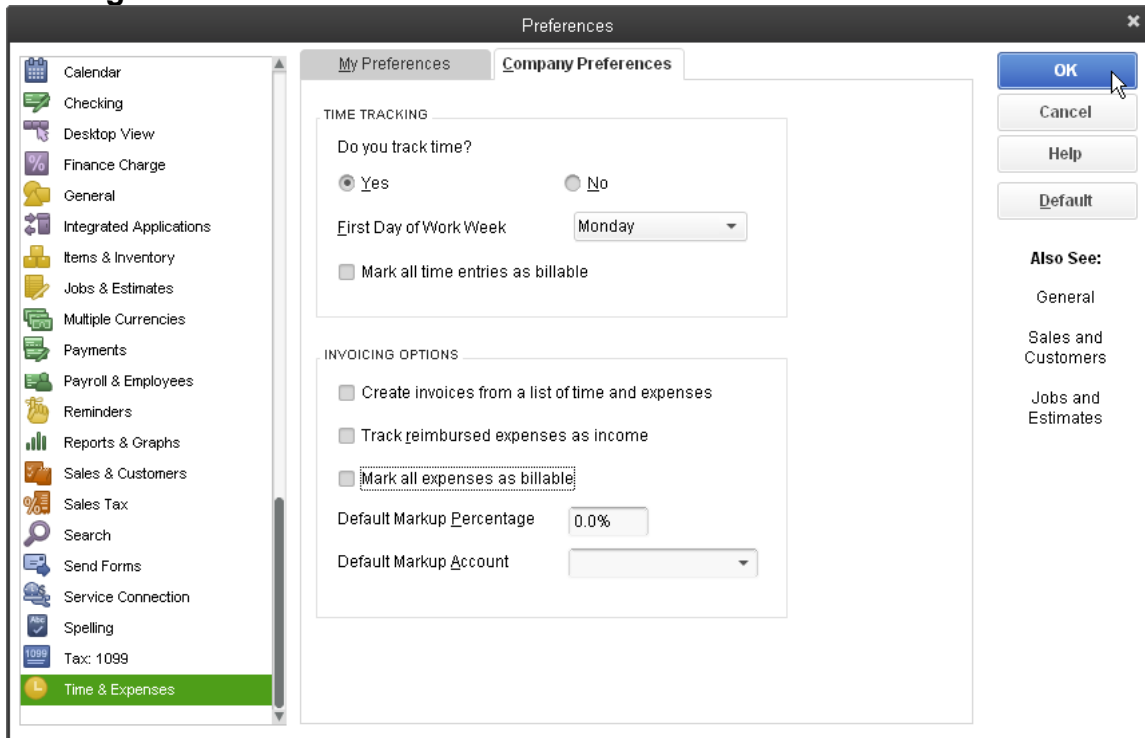 Preferences
Calendar
Checking
Desktop View
Finance Charge
General
Integrated Applications
Items & Inventory
Jobs & Estimates
Multiple Currencies
Payments
Payroll & Employees
Reminders
Reports & Graphs
Sales & Customers
Sales Tax
Search
Send Forms
Service Connection
Abc
Spelling
1099
Tax: 1099
Time & Expenses
My Preferences
Company Preferences
TIME TRACKING
Do you track time?
Yes No
First Day of Work Week Monday
Mark all time entries as billable
INVOICING OPTIONS
Create invoices from a list of time and expenses
Track reimbursed expenses as income
Mark all expenses as billable
Default Markup Percentage 0.0%
Default Markup Account
OK
Cancel
Help
Default
Also See:
General
Sales and
Customers
Jobs and
Estimates